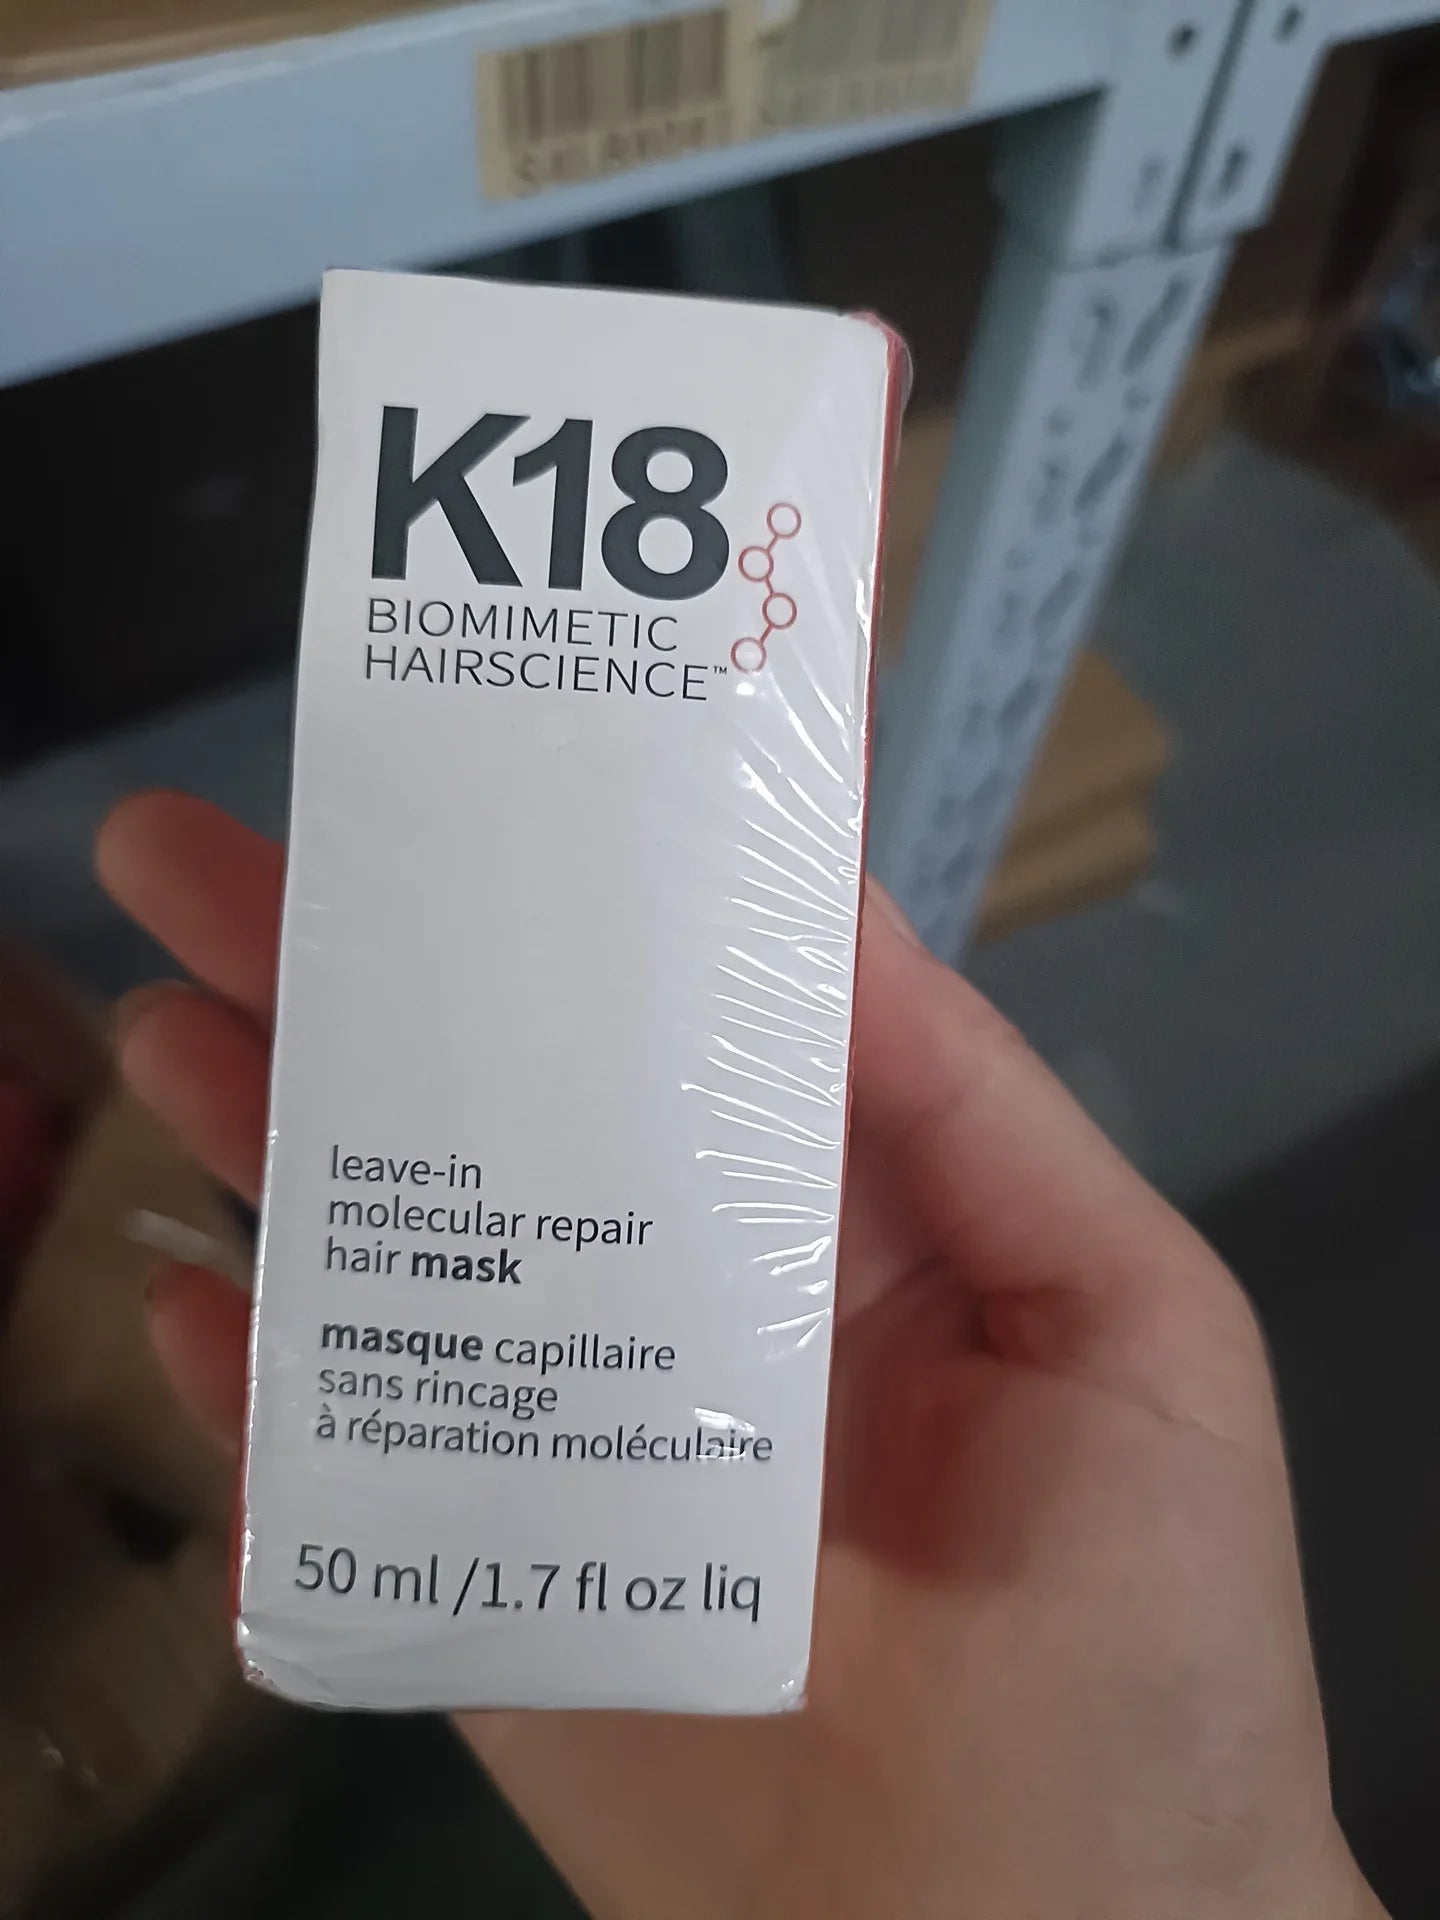 K18
BIOMIMETIC
HAIRSCIENCE™
leave-in
molecular repair
hair mask
masque capillaire
sans rincage
à réparation moléculaire
50 ml /1.7 fl oz liq